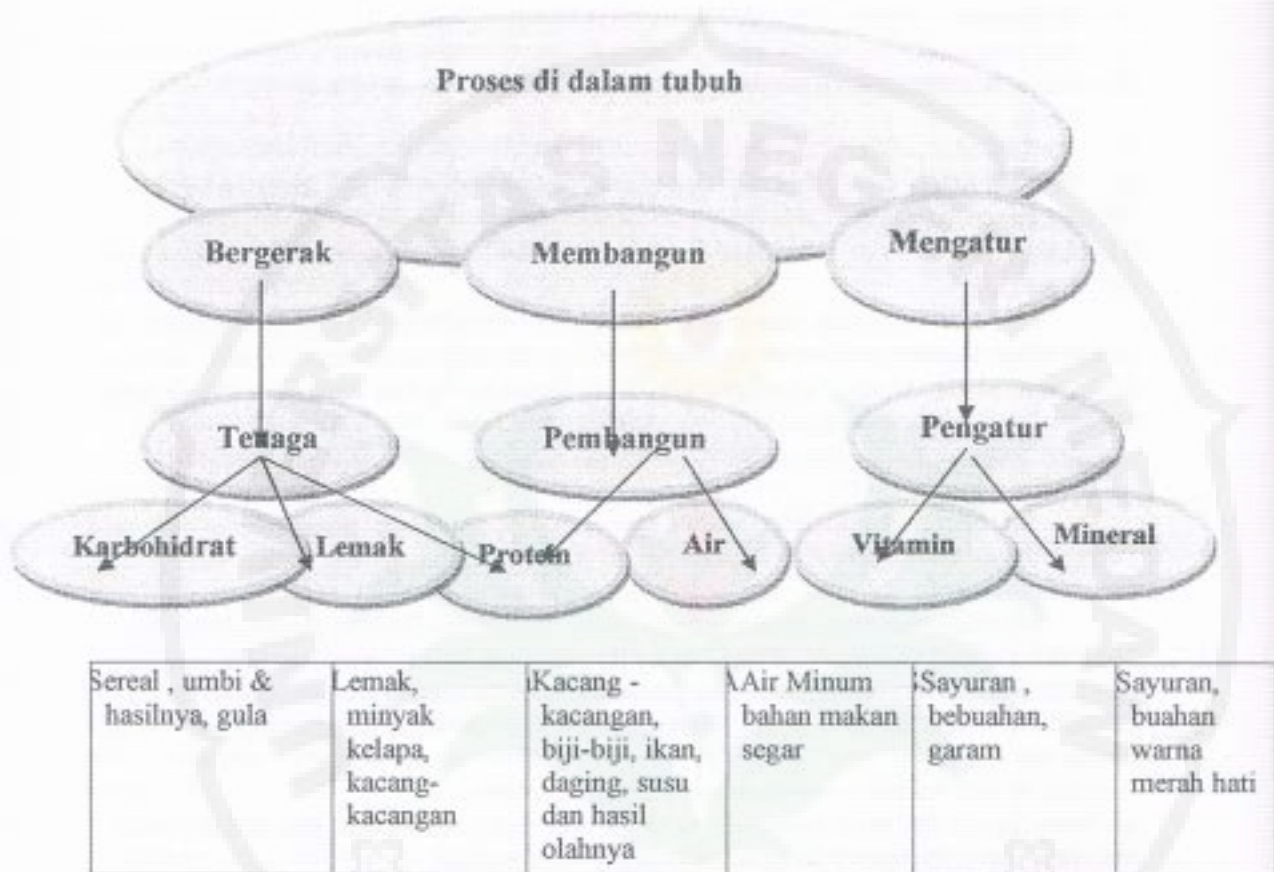 Proses di dalam tubuh
Bergerak
Membangun
Mengatur
Tenaga
Pembangun
Pengatur
Karbohidrat
Lemak
Protein
Air
Vitamin
Mineral
Sereal , umbi &
hasilnya, gula
Lemak,
minyak
kelapa,
kacang-
kacangan
Kacang -
kacangan,
biji-biji, ikan,
daging, susu
dan hasil
olahnya
Air Minum
bahan makan
segar
Sayuran ,
bebuahan,
garam
Sayuran,
buahan
warna
merah hati